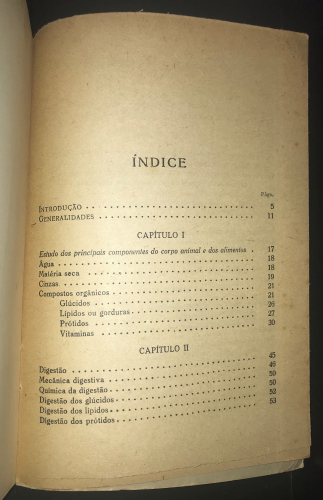 ÍNDICE
Págs.
INTRODUÇÃO . . . . . . . . . . . . . . . . . . . . 5
GENERALIDADES . . . . . . . . . . . . . . . . . . 11
CAPÍTULO I
Estudo dos principais componentes do corpo animal e dos alimentos . 17
Água . . . . . . . . . . . . . . . . . . . . . . . 18
Matéria seca . . . . . . . . . . . . . . . . . . . 18
Cinzas . . . . . . . . . . . . . . . . . . . . . . 19
Compostos orgânicos . . . . . . . . . . . . . . . 21
Glúcidos . . . . . . . . . . . . . . . . . . . 21
Lípidos ou gorduras . . . . . . . . . . . . . . 26
Prótidos . . . . . . . . . . . . . . . . . . . 27
Vitaminas . . . . . . . . . . . . . . . . . . . 30
CAPÍTULO II
Digestão . . . . . . . . . . . . . . . . . . . . . 45
Mecânica digestiva . . . . . . . . . . . . . . . . 46
Química da digestão . . . . . . . . . . . . . . . 50
Digestão dos glúcidos . . . . . . . . . . . . . . 50
Digestão dos lípidos . . . . . . . . . . . . . . . 52
Digestão dos prótidos . . . . . . . . . . . . . . 53